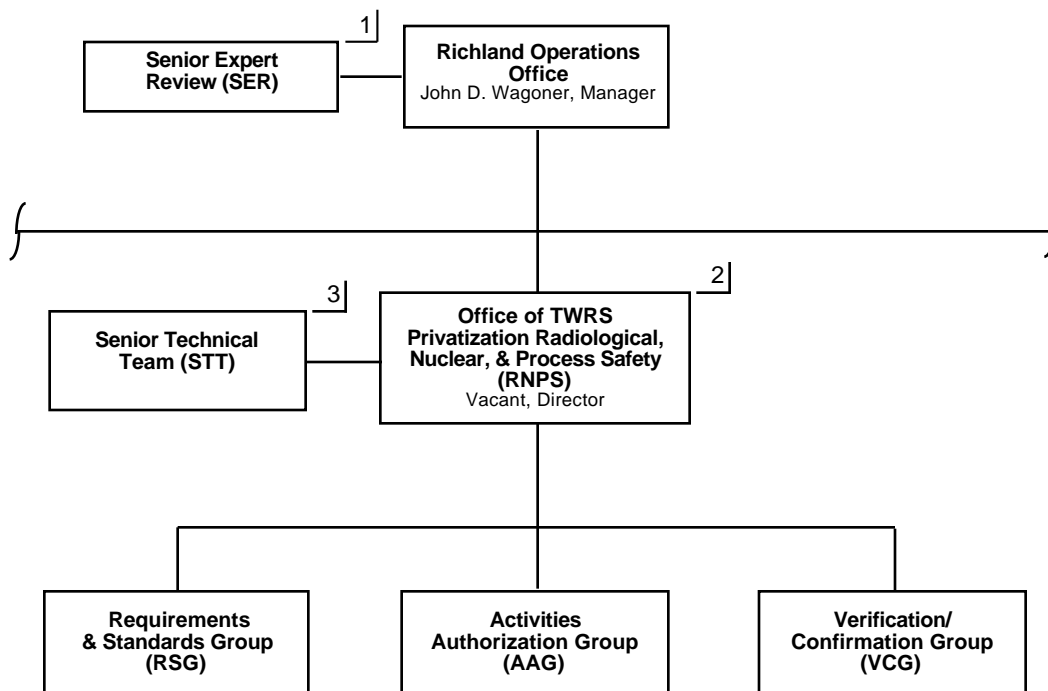 1
Senior Expert
Review (SER)
Richland Operations
Office
John D. Wagoner, Manager
2
3
Senior Technical
Team (STT)
Office of TWRS
Privatization Radiological,
Nuclear, & Process Safety
(RNPS)
Vacant, Director
Requirements
& Standards Group
(RSG)
Activities
Authorization Group
(AAG)
Verification/
Confirmation Group
(VCG)